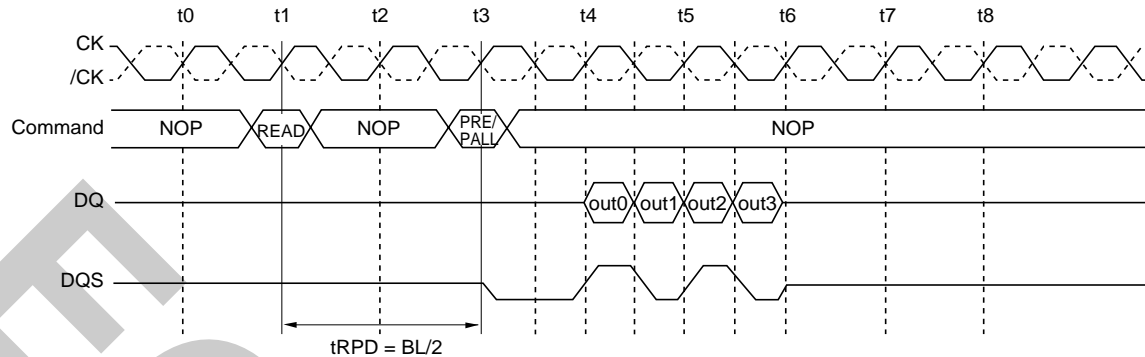 t0 t1 t2 t3 t4 t5 t6 t7 t8
CK
/CK
Command NOP READ NOP PRE/ PALL NOP
DQ out0 out1 out2 out3
DQS
tRPD = BL/2